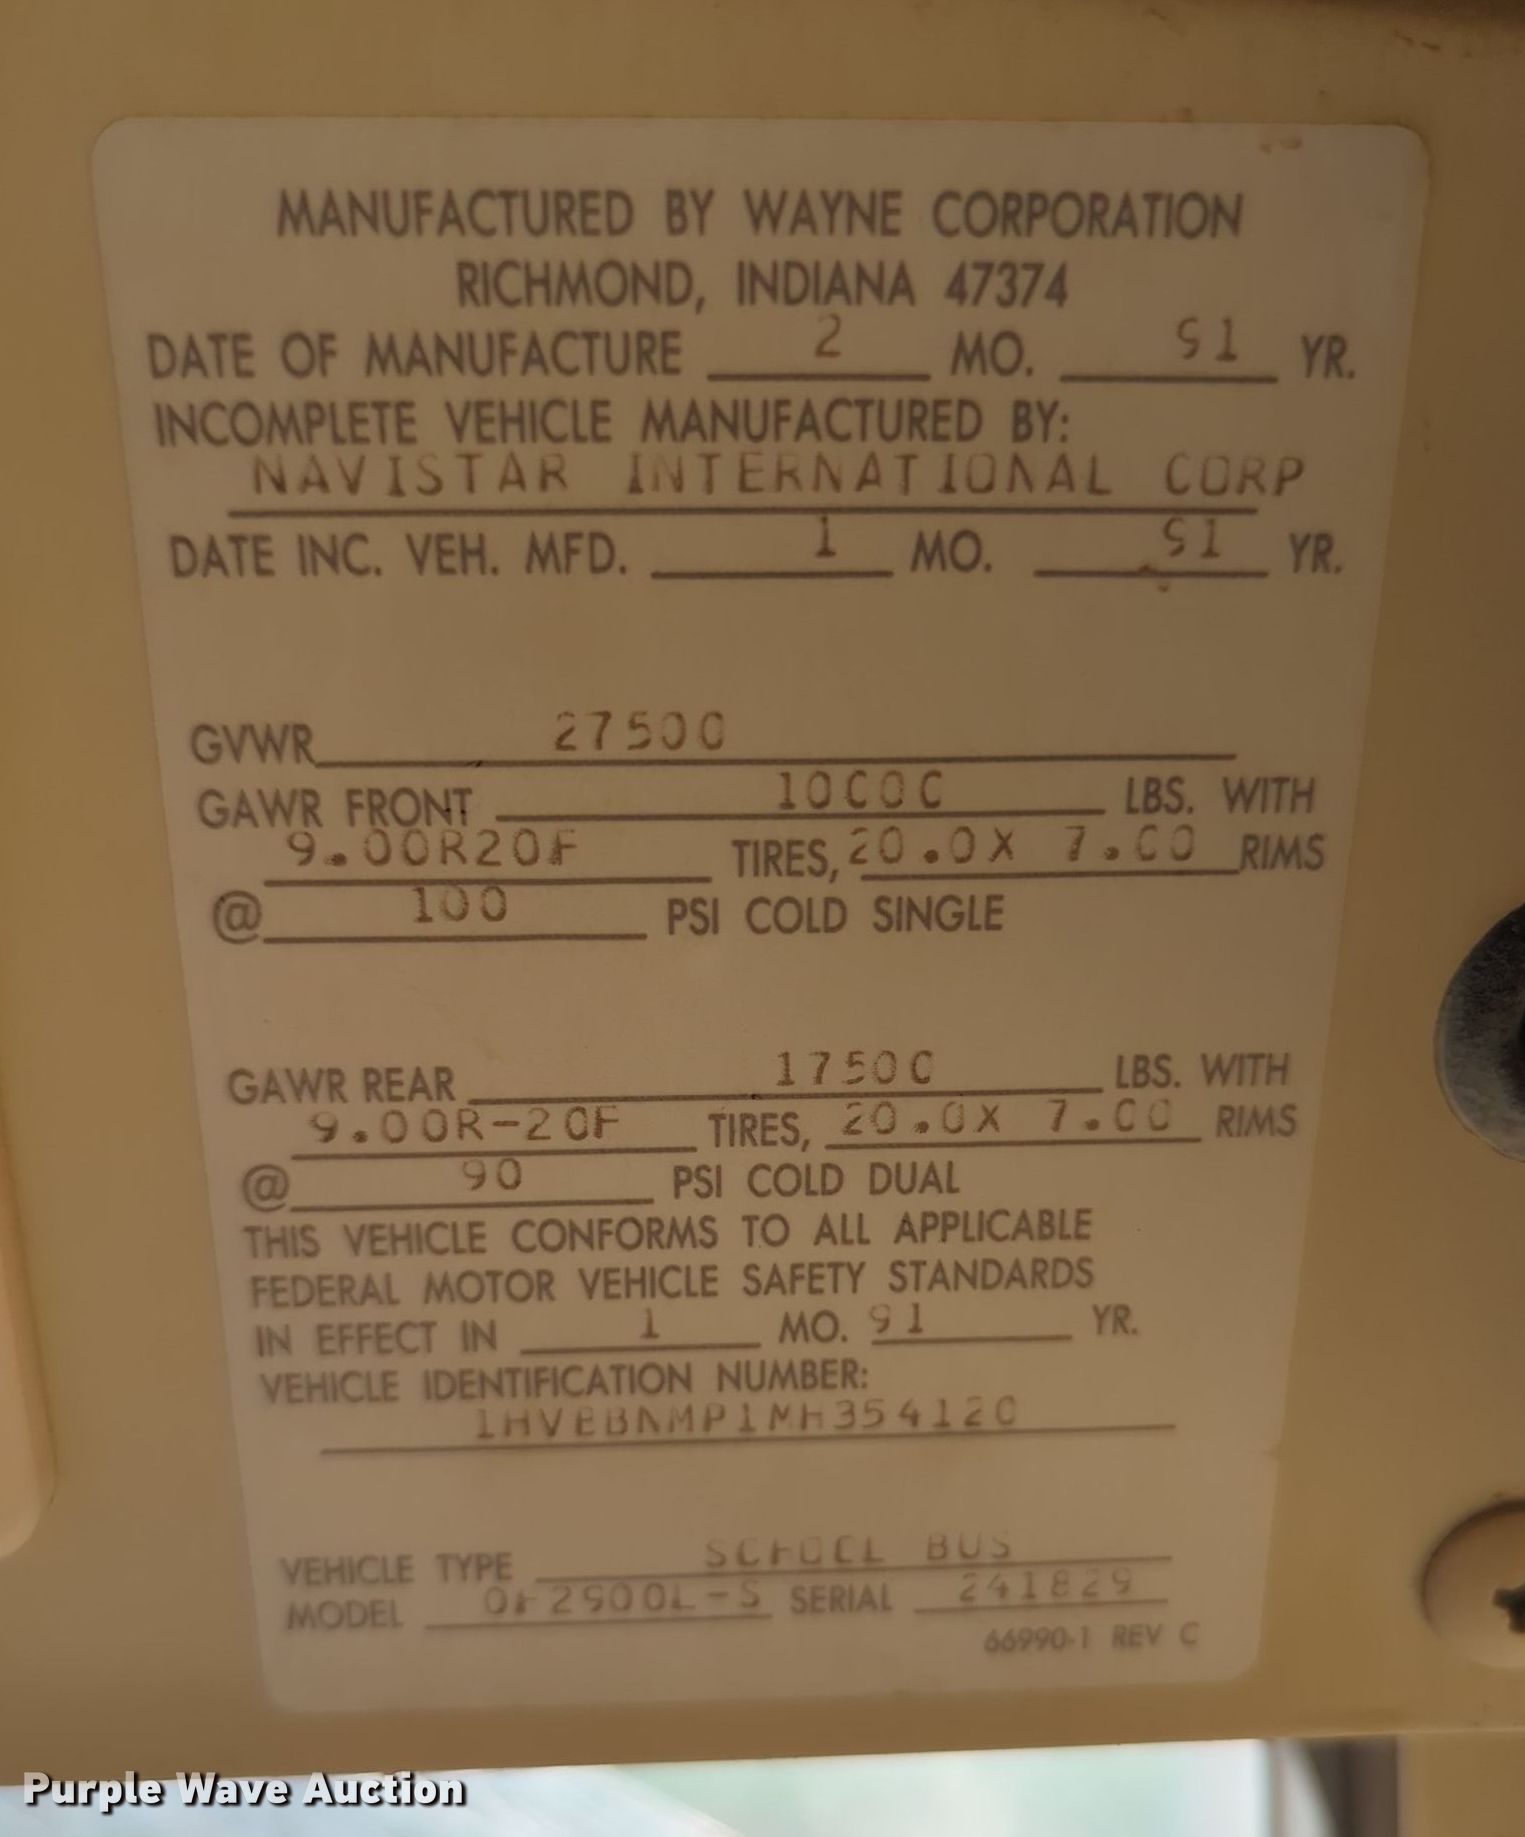 MANUFACTURED BY WAYNE CORPORATION
RICHMOND, INDIANA 47374
DATE OF MANUFACTURE 2 MO. 91 YR.
INCOMPLETE VEHICLE MANUFACTURED BY:
NAVISTAR INTERNATIONAL CORP
DATE INC. VEH. MFD. 1 MO. 91 YR.
GVWR 27500
GAWR FRONT 10000 LBS. WITH
9.00R20F TIRES, 20.0X 7.00 RIMS
@ 100 PSI COLD SINGLE
GAWR REAR 17500 LBS. WITH
9.00R-20F TIRES, 20.0X 7.00 RIMS
@ 90 PSI COLD DUAL
THIS VEHICLE CONFORMS TO ALL APPLICABLE
FEDERAL MOTOR VEHICLE SAFETY STANDARDS
IN EFFECT IN 1 MO. 91 YR.
VEHICLE IDENTIFICATION NUMBER:
1HVBBNMP1MH354120
VEHICLE TYPE SCHOOL BUS
MODEL SERIAL 241829
66990-1 REV C
Purple Wave Auction